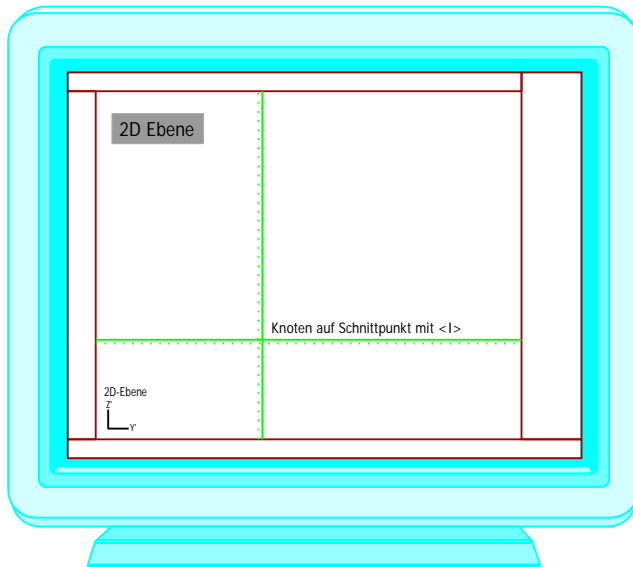 2D Ebene
Knoten auf Schnittpunkt mit <I>
2D-Ebene
Z'
Y'